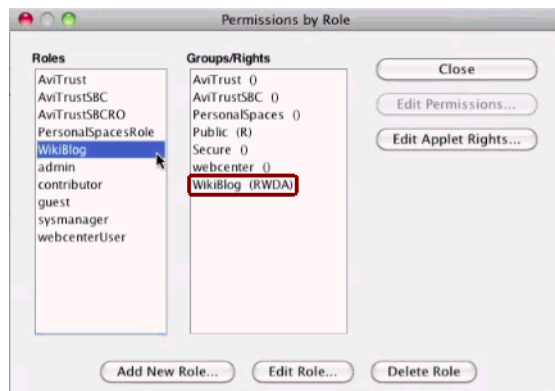 Permissions by Role
Roles
AviTrust
AviTrustSBC
AviTrustSBCRO
PersonalSpacesRole
WikiBlog
admin
contributor
guest
sysmanager
webcenterUser
Groups/Rights
AviTrust ()
AviTrustSBC ()
PersonalSpaces ()
Public (R)
Secure ()
webcenter ()
WikiBlog (RWDA)
Close
Edit Permissions...
Edit Applet Rights...
Add New Role...
Edit Role...
Delete Role